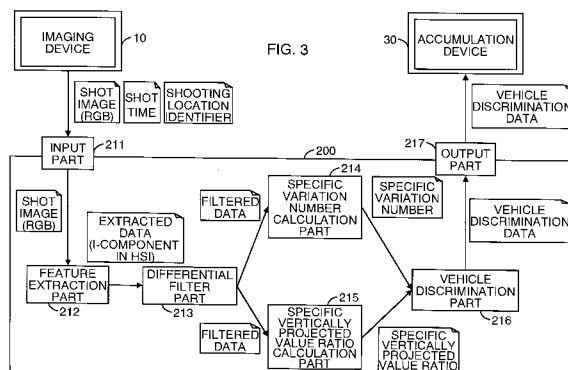 IMAGING
DEVICE
10
FIG. 3
30
ACCUMULATION
DEVICE
SHOT
IMAGE
(RGB)
SHOT
TIME
SHOOTING
LOCATION
IDENTIFIER
VEHICLE
DISCRIMINATION
DATA
INPUT
PART
211
200
217
OUTPUT
PART
214
SHOT
IMAGE
(RGB)
EXTRACTED
DATA
(I-COMPONENT
IN HSI)
FILTERED
DATA
SPECIFIC
VARIATION
NUMBER
CALCULATION
PART
SPECIFIC
VARIATION
NUMBER
VEHICLE
DISCRIMINATION
DATA
FEATURE
EXTRACTION
PART
212
DIFFERENTIAL
FILTER
PART
213
215
VEHICLE
DISCRIMINATION
PART
216
FILTERED
DATA
SPECIFIC
VERTICALLY
PROJECTED
VALUE RATIO
CALCULATION
PART
SPECIFIC
VERTICALLY
PROJECTED
VALUE RATIO